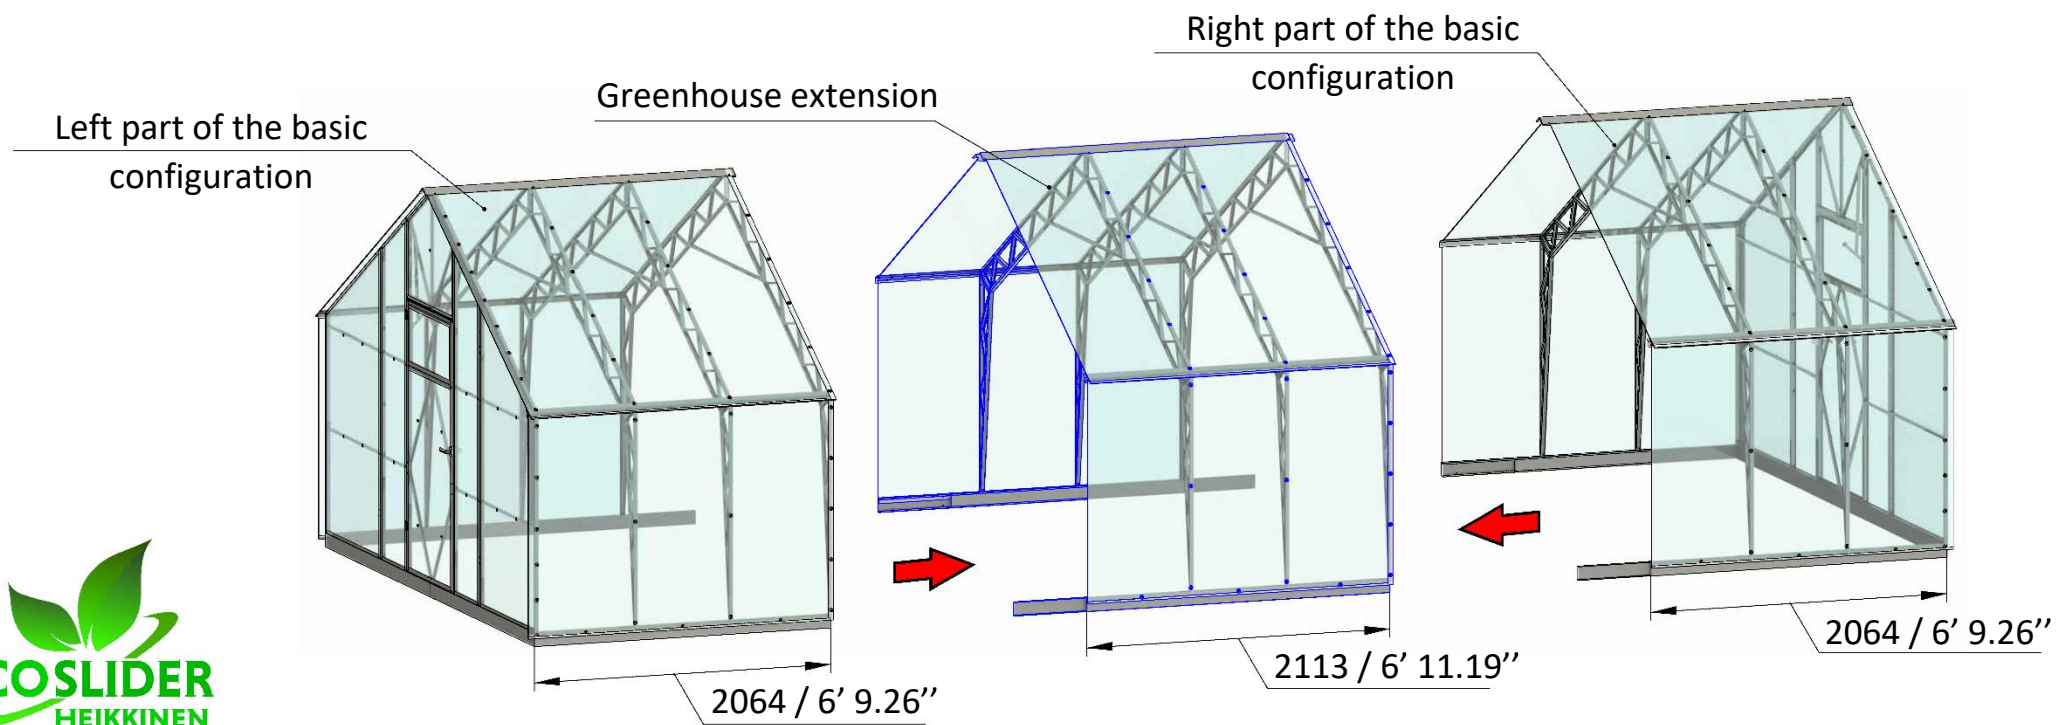 Left part of the basic
configuration
Greenhouse extension
Right part of the basic
configuration
2064 / 6’ 9.26’’
2113 / 6’ 11.19’’
2064 / 6’ 9.26’’
COSLIDER
HEIKKINEN